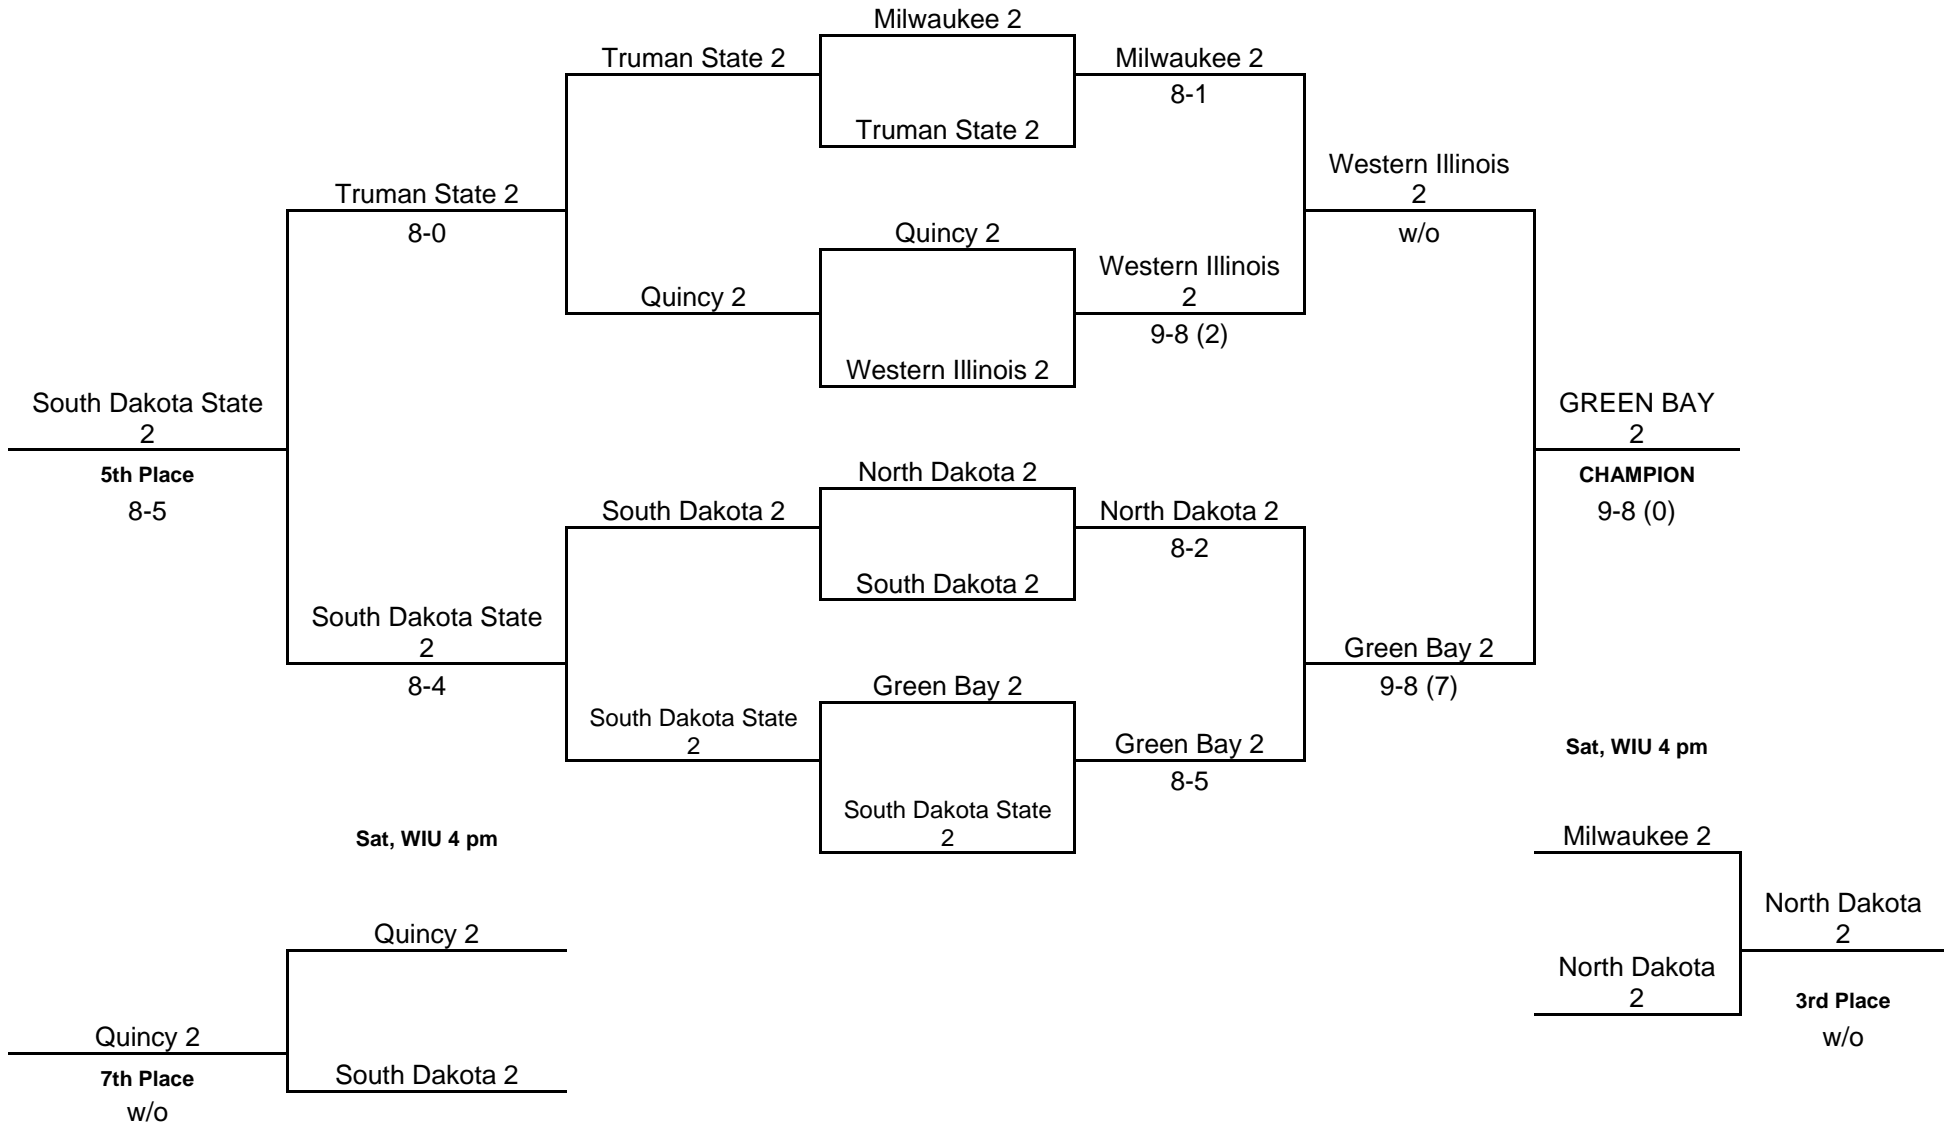 Milwaukee 2
Truman State 2
Milwaukee 2
8-1
Truman State 2
Western Illinois
2
w/o
Truman State 2
8-0
Quincy 2
Western Illinois
2
9-8 (2)
Quincy 2
Western Illinois 2
South Dakota State
2
5th Place
8-5
GREEN BAY
2
CHAMPION
9-8 (0)
North Dakota 2
South Dakota 2
North Dakota 2
8-2
South Dakota 2
South Dakota State
2
8-4
Green Bay 2
9-8 (7)
Green Bay 2
South Dakota State
2
Green Bay 2
8-5
Sat, WIU 4 pm
South Dakota State
2
Sat, WIU 4 pm
Milwaukee 2
North Dakota
2
3rd Place
w/o
North Dakota
2
Quincy 2
Quincy 2
7th Place
w/o
South Dakota 2